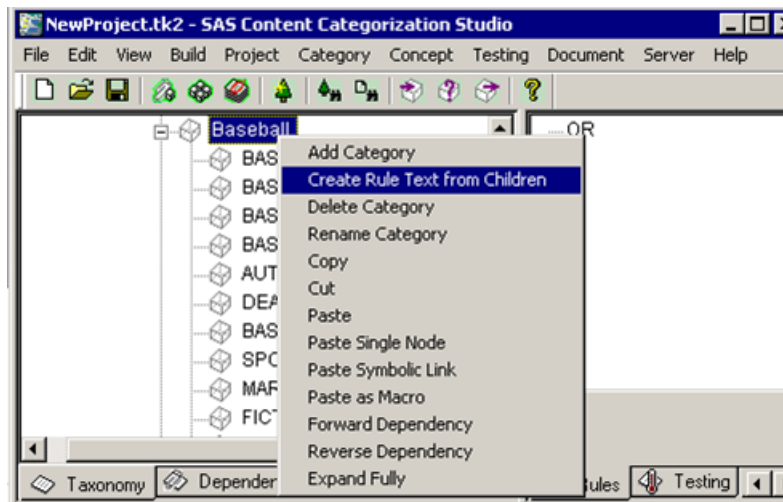 NewProject.tk2 - SAS Content Categorization Studio
File Edit View Build Project Category Concept Testing Document Server Help
Baseball
OR
BAS
BAS
BAS
BAS
AUT
DEA
BAS
SPO
MAR
FICT
Add Category
Create Rule Text from Children
Delete Category
Rename Category
Copy
Cut
Paste
Paste Single Node
Paste Symbolic Link
Paste as Macro
Forward Dependency
Reverse Dependency
Expand Fully
Taxonomy Depender ules Testing